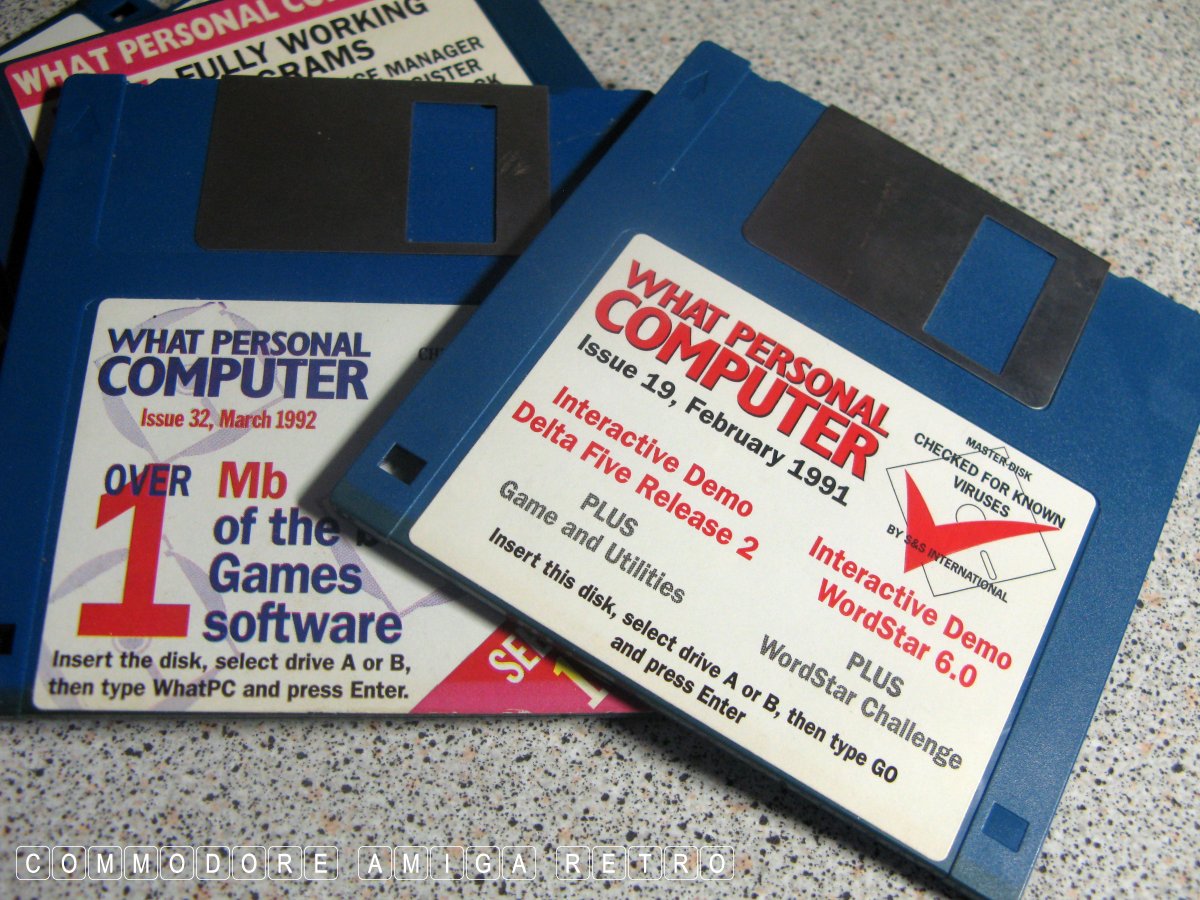 WHAT PERSONAL
FULLY WORKING
MANAGER
WHAT PERSONAL
COMPUTER
Issue 32, March 1992
OVER
1
Mb
of the
Games
software
Insert the disk, select drive A or B,
then type WhatPC and press Enter.
WHAT PERSONAL
COMPUTER
Issue 19, February 1991
Interactive Demo
Delta Five Release 2
PLUS
Game and Utilities
MASTER DISK
CHECKED FOR KNOWN
VIRUSES
BY S&S INTERNATIONAL
Interactive Demo
WordStar 6.0
PLUS
WordStar Challenge
Insert this disk, select drive A or B, then type GO
and press Enter
COMMODORE AMIGA RETRO